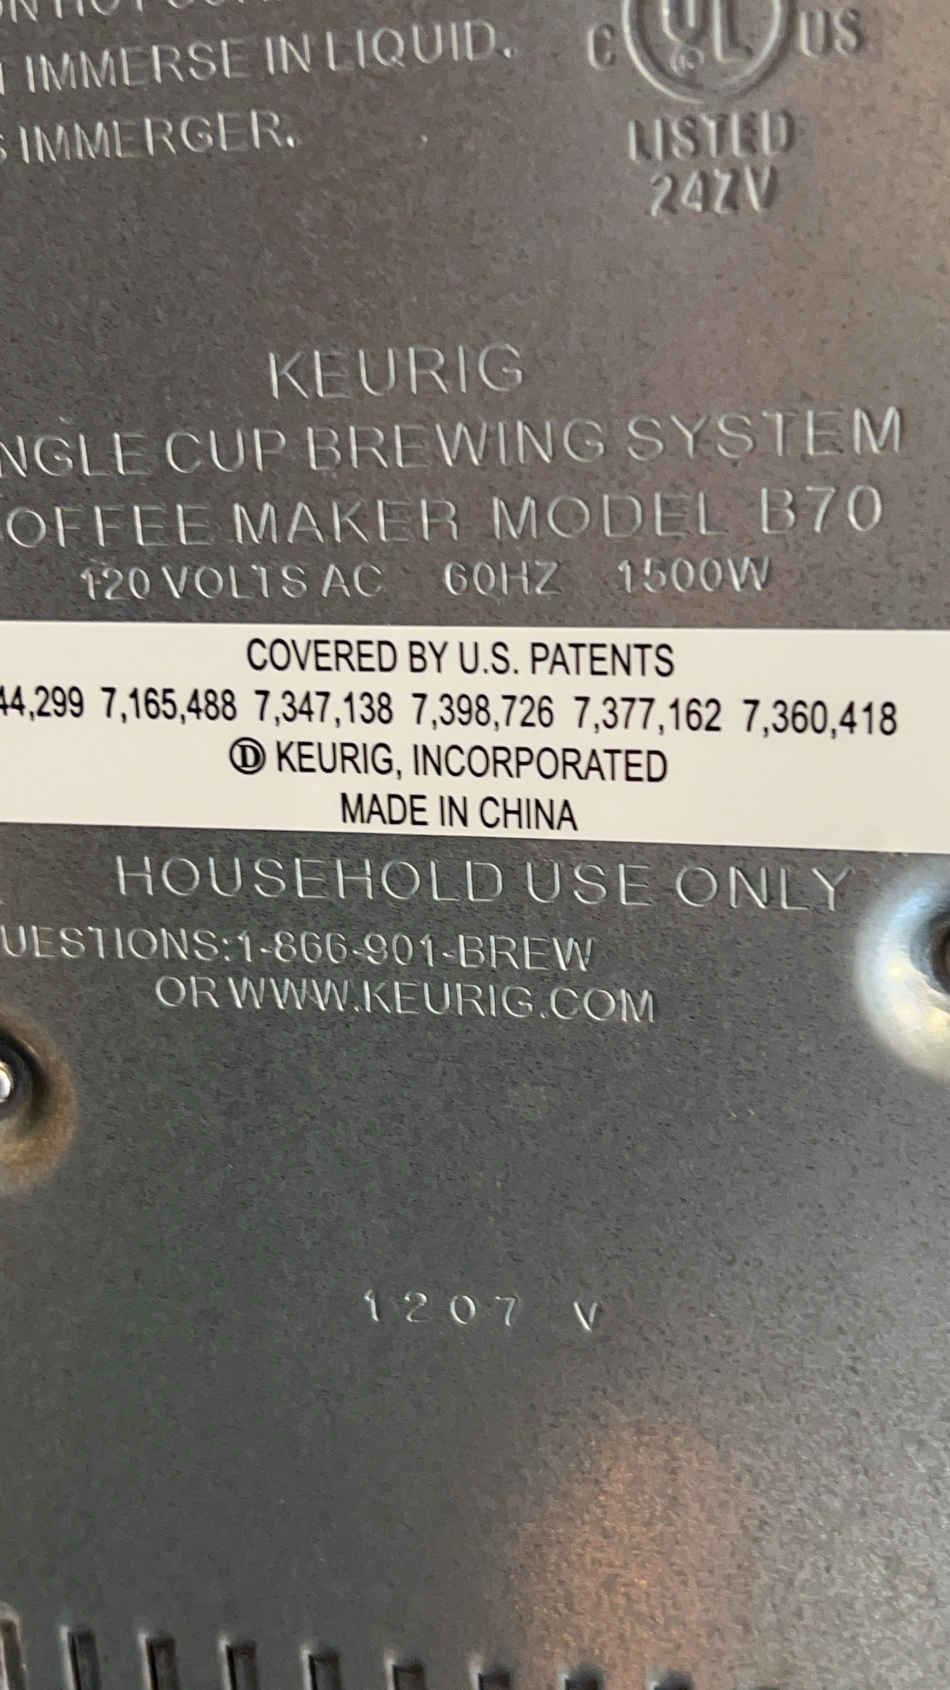 IMMERSE IN LIQUID.
IMMERGER.
C UL US
LISTED
24ZV
KEURIG
NGLE CUP BREWING SYSTEM
OFFEE MAKER MODEL B70
120 VOLTS AC 60HZ 1500W
COVERED BY U.S. PATENTS
44,299 7,165,488 7,347,138 7,398,726 7,377,162 7,360,418
Ⓓ KEURIG, INCORPORATED
MADE IN CHINA
HOUSEHOLD USE ONLY
UESTIONS:1-866-901-BREW
OR WWW.KEURIG.COM
1207 V